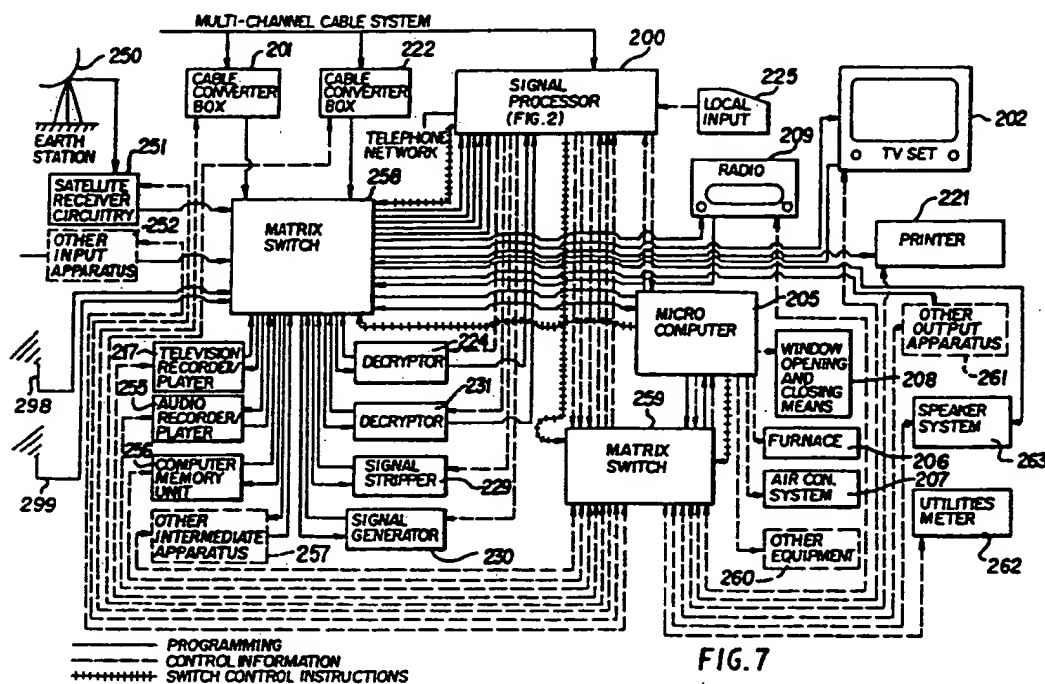 MULTI-CHANNEL CABLE SYSTEM
250
201
222
200
225
202
CABLE
CONVERTER
BOX
CABLE
CONVERTER
BOX
SIGNAL
PROCESSOR
(FIG.2)
LOCAL
INPUT
TV SET
EARTH
STATION
TELEPHONE
NETWORK
209
RADIO
251
258
SATELLITE
RECEIVER
CIRCUITRY
252
OTHER
INPUT
APPARATUS
MATRIX
SWITCH
221
PRINTER
205
MICRO
COMPUTER
OTHER
OUTPUT
APPARATUS
261
217
TELEVISION
RECORDER/
PLAYER
224
DECRYPTOR
WINDOW
OPENING
AND
CLOSING
MEANS
208
298
255
AUDIO
RECORDER/
PLAYER
231
DECRYPTOR
259
MATRIX
SWITCH
SPEAKER
SYSTEM
263
FURNACE
206
256
COMPUTER
MEMORY
UNIT
SIGNAL
STRIPPER
229
AIR CON.
SYSTEM
207
UTILITIES
METER
262
299
OTHER
INTERMEDIATE
APPARATUS
257
SIGNAL
GENERATOR
230
OTHER
EQUIPMENT
260
PROGRAMMING
CONTROL INFORMATION
SWITCH CONTROL INSTRUCTIONS
FIG. 7